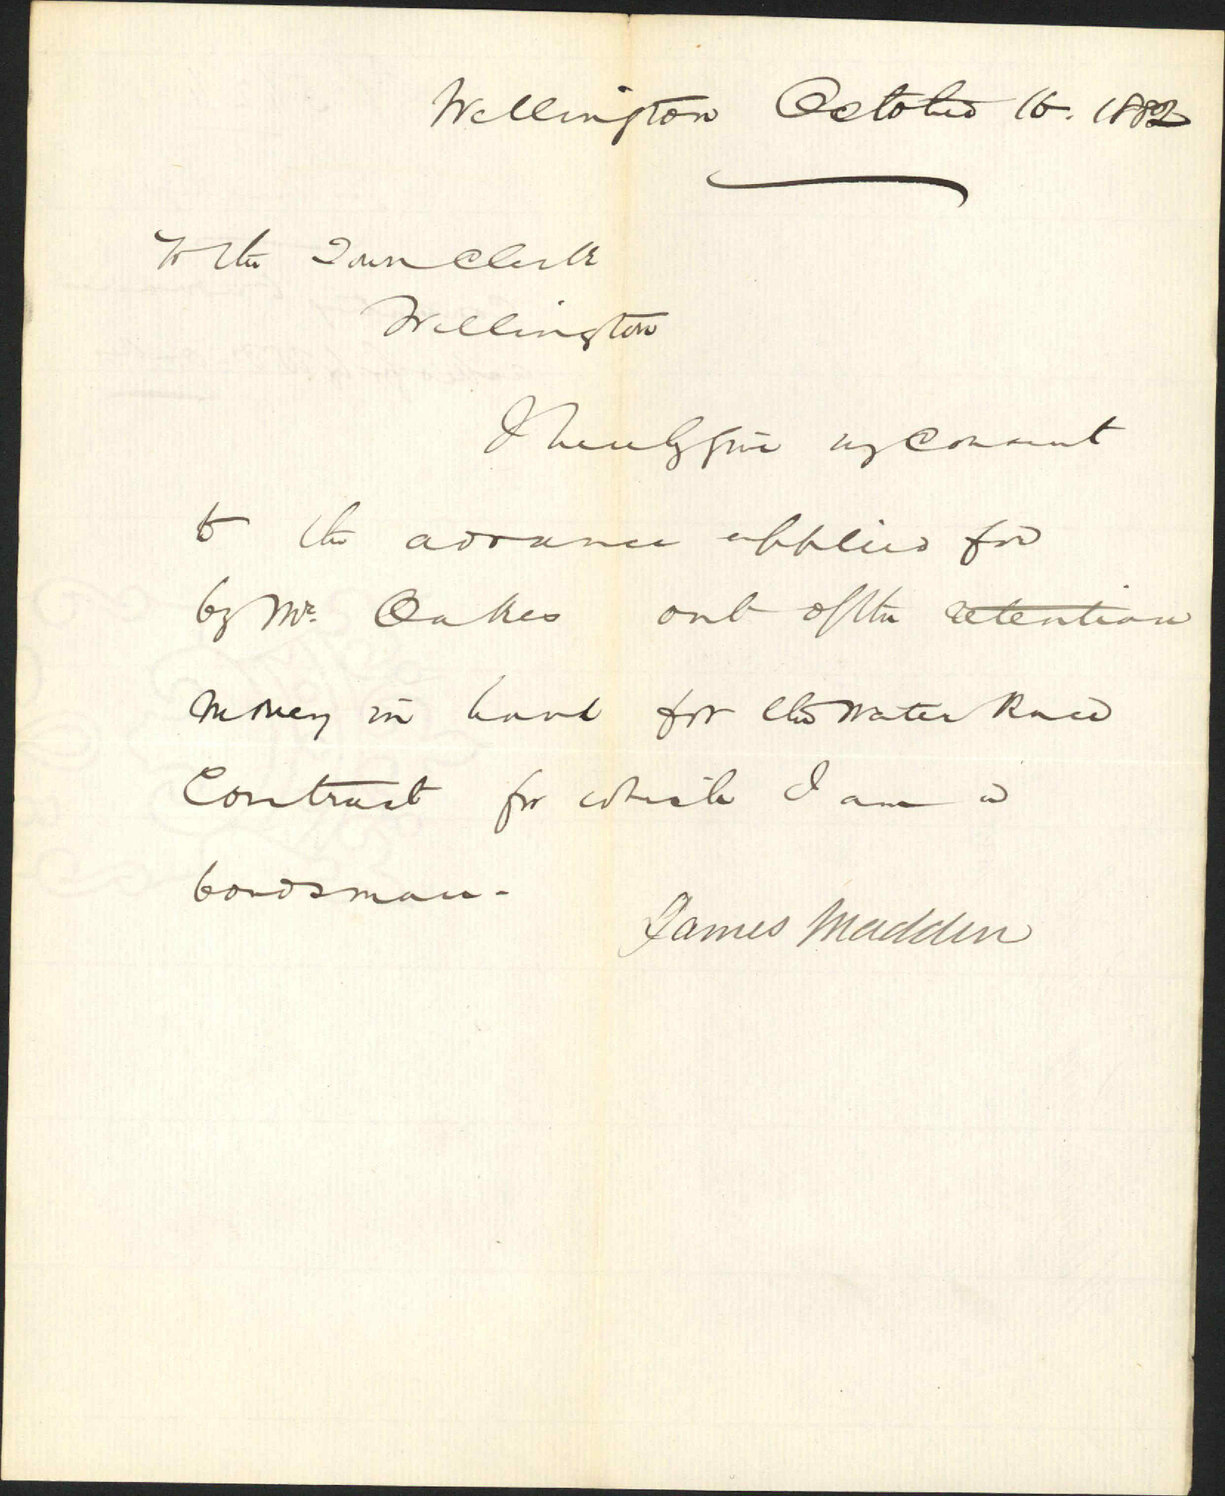 Wellington October 16. 1882
To the Town Clerk
Wellington
I hereby give my consent
to the advance applied for
by Mr. Oakes out of the retention
money in hand for the Water Race
Contract for which I am a
bondsman -
James Madden